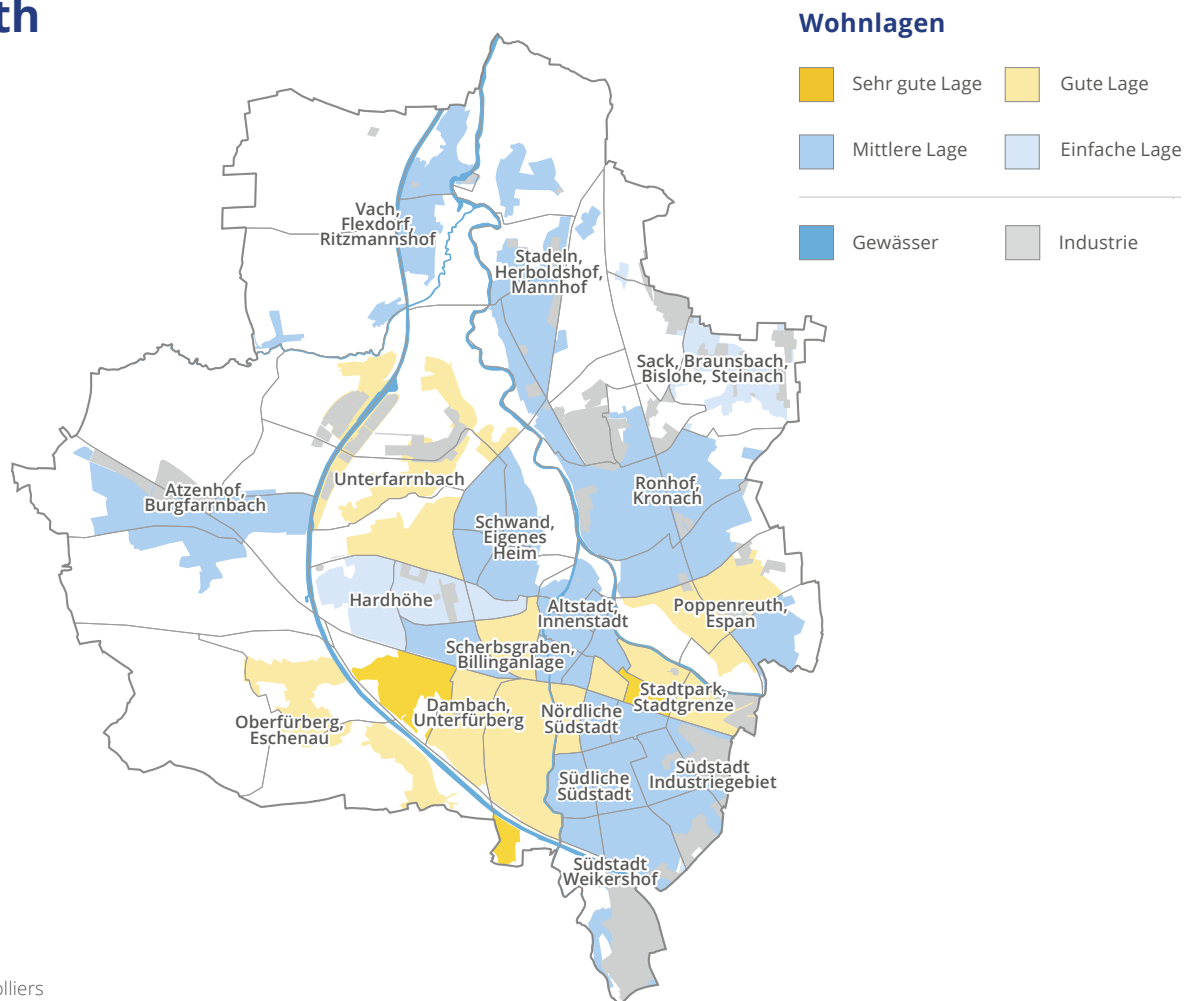 th
Wohnlagen
Sehr gute Lage
Gute Lage
Mittlere Lage
Einfache Lage
Gewässer
Industrie
Vach,
Flexdorf,
Ritzmannshof
Stadeln,
Herboldshof,
Mannhof
Sack, Braunsbach,
Bislohe, Steinach
Unterfarrnbach
Atzenhof,
Burgfarrnbach
Ronhof,
Kronach
Schwand,
Eigenes
Heim
Hardhöhe
Altstadt,
Innenstadt
Poppenreuth,
Espan
Scherbsgraben,
Billinganlage
Stadtpark,
Stadtgrenze
Dambach,
Unterfürberg
Nördliche
Südstadt
Oberfürberg,
Eschenau
Südliche
Südstadt
Südstadt
Industriegebiet
Südstadt
Weikershof
olliers